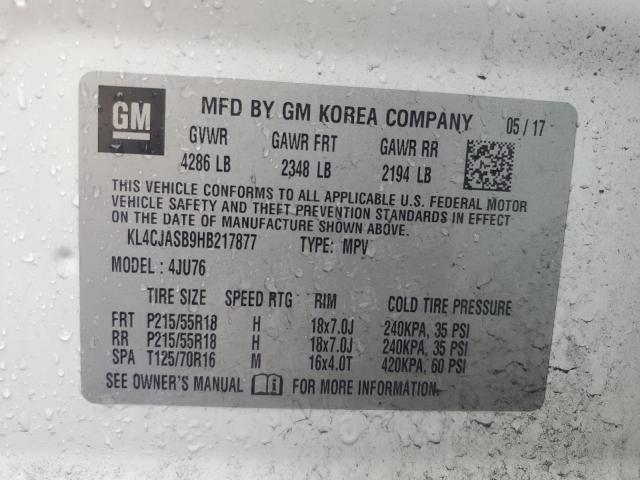 GM
MFD BY GM KOREA COMPANY 05 / 17
GVWR GAWR FRT GAWR RR
4286 LB 2348 LB 2194 LB
THIS VEHICLE CONFORMS TO ALL APPLICABLE U. S. FEDERAL MOTOR
VEHICLE SAFETY AND THEFT PREVENTION STANDARDS IN EFFECT
ON THE DATE OF MANUFACTURE SHOWN ABOVE.
KL4CJASB9HB217877 TYPE: MPV
MODEL : 4JU76
TIRE SIZE SPEED RTG RIM COLD TIRE PRESSURE
FRT P215/55R18 H 18x7.0J 240KPA, 35 PSI
RR P215/55R18 H 18x7.0J 240KPA, 35 PSI
SPA T125/70R16 M 16x4.0T 420KPA, 60 PSI
SEE OWNER'S MANUAL FOR MORE INFORMATION.